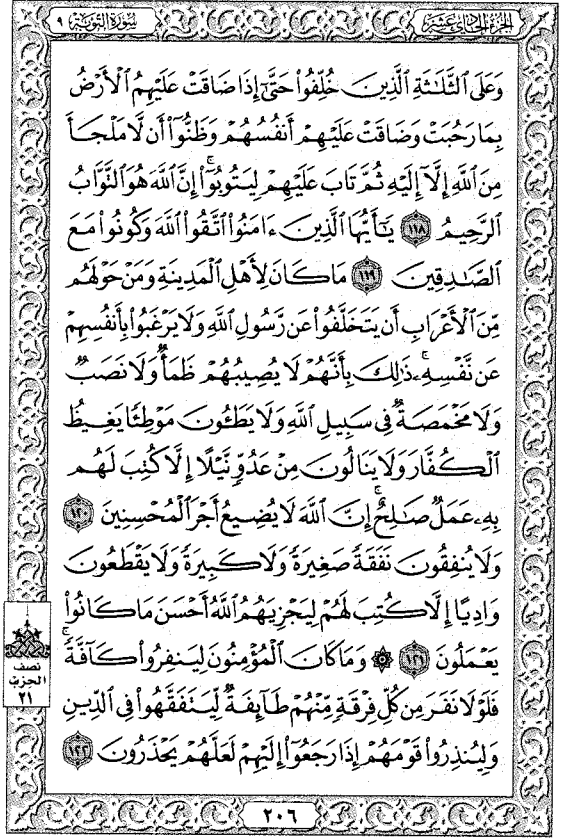 سورة التوبة ٩
الجزء الحادي عشر
وَعَلَى ٱلثَّلَٰثَةِ ٱلَّذِينَ خُلِّفُوا۟ حَتَّىٰٓ إِذَا ضَاقَتْ عَلَيْهِمُ ٱلْأَرْضُ
بِمَا رَحُبَتْ وَضَاقَتْ عَلَيْهِمْ أَنفُسُهُمْ وَظَنُّوٓا۟ أَن لَّا مَلْجَأَ
مِنَ ٱللَّهِ إِلَّآ إِلَيْهِ ثُمَّ تَابَ عَلَيْهِمْ لِيَتُوبُوٓا۟ ۚ إِنَّ ٱللَّهَ هُوَ ٱلتَّوَّابُ
ٱلرَّحِيمُ ١١٨ يَٰٓأَيُّهَا ٱلَّذِينَ ءَامَنُوا۟ ٱتَّقُوا۟ ٱللَّهَ وَكُونُوا۟ مَعَ
ٱلصَّٰدِقِينَ ١١٩ مَا كَانَ لِأَهْلِ ٱلْمَدِينَةِ وَمَنْ حَوْلَهُم
مِّنَ ٱلْأَعْرَابِ أَن يَتَخَلَّفُوا۟ عَن رَّسُولِ ٱللَّهِ وَلَا يَرْغَبُوا۟ بِأَنفُسِهِمْ
عَن نَّفْسِهِۦ ۚ ذَٰلِكَ بِأَنَّهُمْ لَا يُصِيبُهُمْ ظَمَأٌ وَلَا نَصَبٌ
وَلَا مَخْمَصَةٌ فِى سَبِيلِ ٱللَّهِ وَلَا يَطَـُٔونَ مَوْطِئًا يَغِيظُ
ٱلْكُفَّارَ وَلَا يَنَالُونَ مِنْ عَدُوٍّ نَّيْلًا إِلَّا كُتِبَ لَهُم
بِهِۦ عَمَلٌ صَٰلِحٌ ۚ إِنَّ ٱللَّهَ لَا يُضِيعُ أَجْرَ ٱلْمُحْسِنِينَ ١٢٠
وَلَا يُنفِقُونَ نَفَقَةً صَغِيرَةً وَلَا كَبِيرَةً وَلَا يَقْطَعُونَ
وَادِيًا إِلَّا كُتِبَ لَهُمْ لِيَجْزِيَهُمُ ٱللَّهُ أَحْسَنَ مَا كَانُوا۟
يَعْمَلُونَ ١٢١ ۞ وَمَا كَانَ ٱلْمُؤْمِنُونَ لِيَنفِرُوا۟ كَآفَّةً ۚ
فَلَوْلَا نَفَرَ مِن كُلِّ فِرْقَةٍ مِّنْهُمْ طَآئِفَةٌ لِّيَتَفَقَّهُوا۟ فِى ٱلدِّينِ
وَلِيُنذِرُوا۟ قَوْمَهُمْ إِذَا رَجَعُوٓا۟ إِلَيْهِمْ لَعَلَّهُمْ يَحْذَرُونَ ١٢٢
نصف
الحزب
٢١
٢٠٦